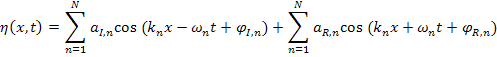 η(x,t) = ∑_{n=1}^{N} a_{I,n} cos (k_n x − ω_n t + φ_{I,n}) + ∑_{n=1}^{N} a_{R,n} cos (k_n x + ω_n t + φ_{R,n})